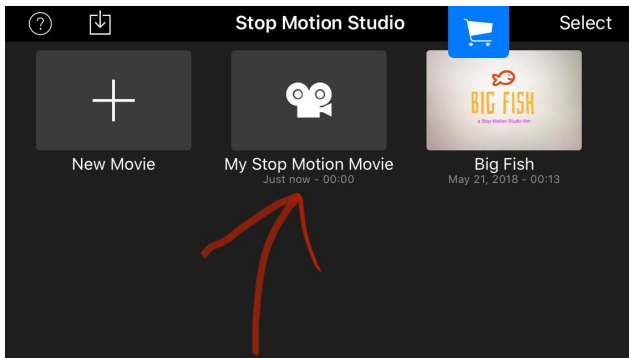 ?
Stop Motion Studio
Select
BIG FISH
a Stop Motion Studio film
New Movie
My Stop Motion Movie
Big Fish
Just now - 00:00
May 21, 2018 - 00:13